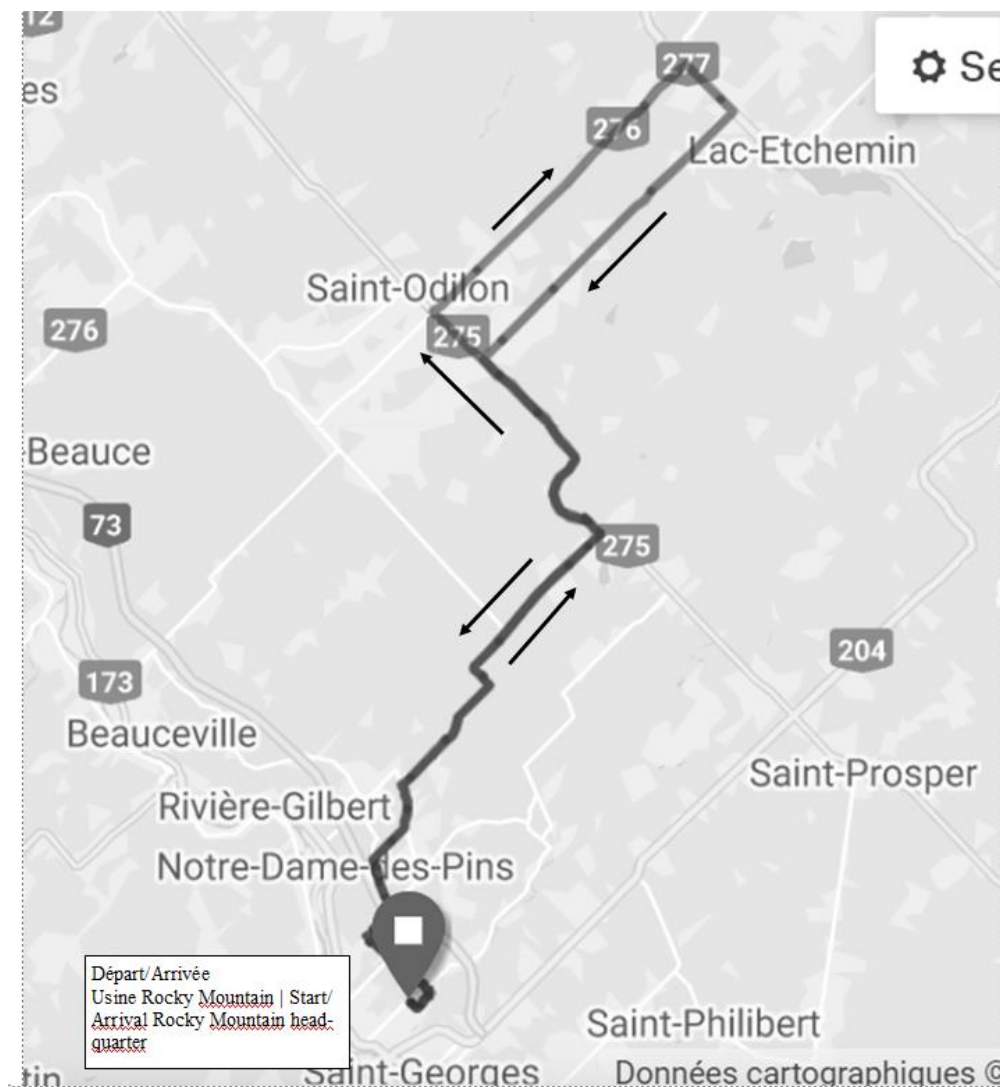 12
277
Se
es
276
Lac-Etchemin
Saint-Odilon
276
275
Beauce
73
275
204
173
Beauceville
Saint-Prosper
Rivière-Gilbert
Notre-Dame-des-Pins
Départ/Arrivée
Usine Rocky Mountain | Start/
Arrival Rocky Mountain head-
quarter
Saint-Philibert
tin
Saint-Georges
Données cartographiques ©